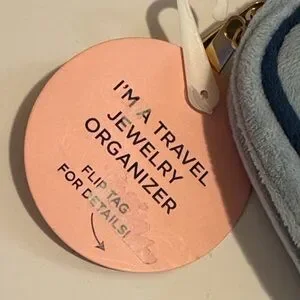 I'M A TRAVEL
JEWELRY
ORGANIZER
FLIP TAG
FOR DETAILS!